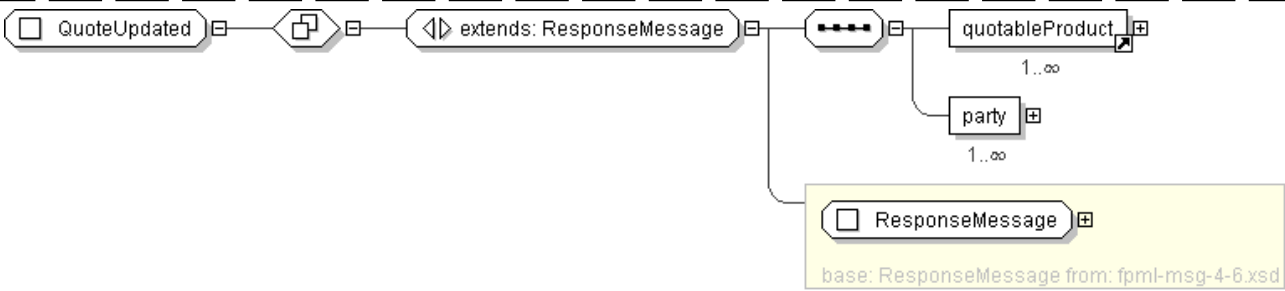 QuoteUpdated
extends: ResponseMessage
quotableProduct
1..∞
party
1..∞
ResponseMessage
base: ResponseMessage from: fpml-msg-4-6.xsd